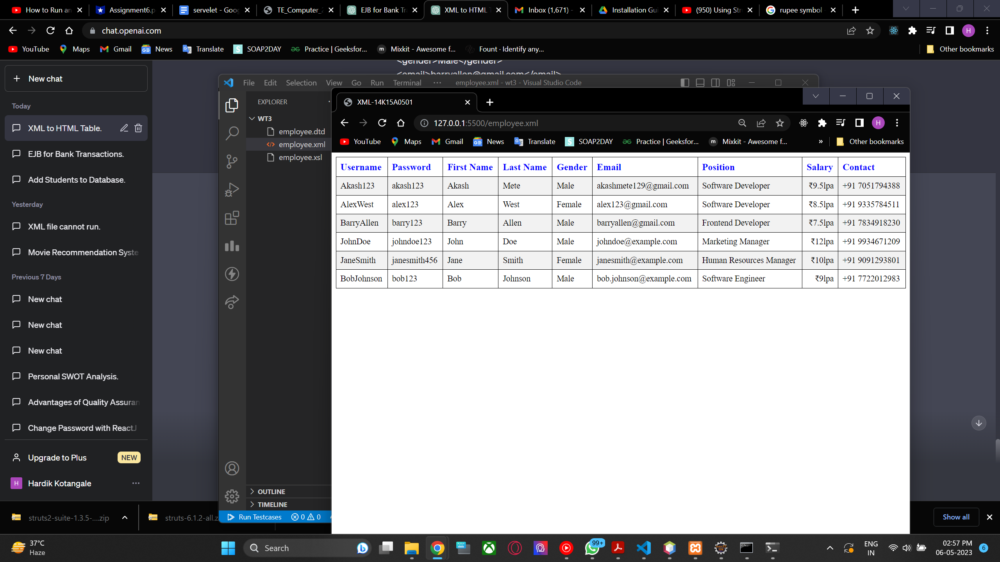 How to Run an
Assignment6.p
servelet - Goog
TE_Computer_2
EJB for Bank Tr
XML to HTML T
Inbox (1,671) -
Installation Gui
(950) Using Str
rupee symbol -
chat.openai.com
H
YouTube Maps Gmail News Translate SOAP2DAY Practice | Geeksfor... Mixkit - Awesome f... Fount · Identify any... Other bookmarks
<gender>Male</gender>
<email>barryallen@gmail.com</email>
New chat
Today
XML to HTML Table.
EJB for Bank Transactions.
Add Students to Database.
Yesterday
XML file cannot run.
Movie Recommendation Syste
Previous 7 Days
New chat
New chat
New chat
Personal SWOT Analysis.
Advantages of Quality Assuran
Change Password with ReactJ
Upgrade to Plus NEW
H Hardik Kotangale
File Edit Selection View Go Run Terminal ··· employee.xml - wt3 - Visual Studio Code
EXPLORER
WT3
employee.dtd
employee.xml
employee.xsl
OUTLINE
TIMELINE
Run Testcases 0 0
XML-14K15A0501
127.0.0.1:5500/employee.xml
H
YouTube Maps Gmail News Translate SOAP2DAY Practice | Geeksfor... Mixkit - Awesome f... » Other bookmarks
Username Password First Name Last Name Gender Email Position Salary Contact
Akash123 akash123 Akash Mete Male akashmete129@gmail.com Software Developer ₹9.5lpa +91 7051794388
AlexWest alex123 Alex West Female alex123@gmail.com Software Developer ₹8.5lpa +91 9335784511
BarryAllen barry123 Barry Allen Male barryallen@gmail.com Frontend Developer ₹7.5lpa +91 7834918230
JohnDoe johndoe123 John Doe Male johndoe@example.com Marketing Manager ₹12lpa +91 9934671209
JaneSmith janesmith456 Jane Smith Female janesmith@example.com Human Resources Manager ₹10lpa +91 9091293801
BobJohnson bob123 Bob Johnson Male bob.johnson@example.com Software Engineer ₹9lpa +91 7722012983
struts2-suite-1.3.5-....zip
struts-6.1.2-all.z
Show all
37°C
Haze
Search
99+
ENG
IN
02:57 PM
06-05-2023
6